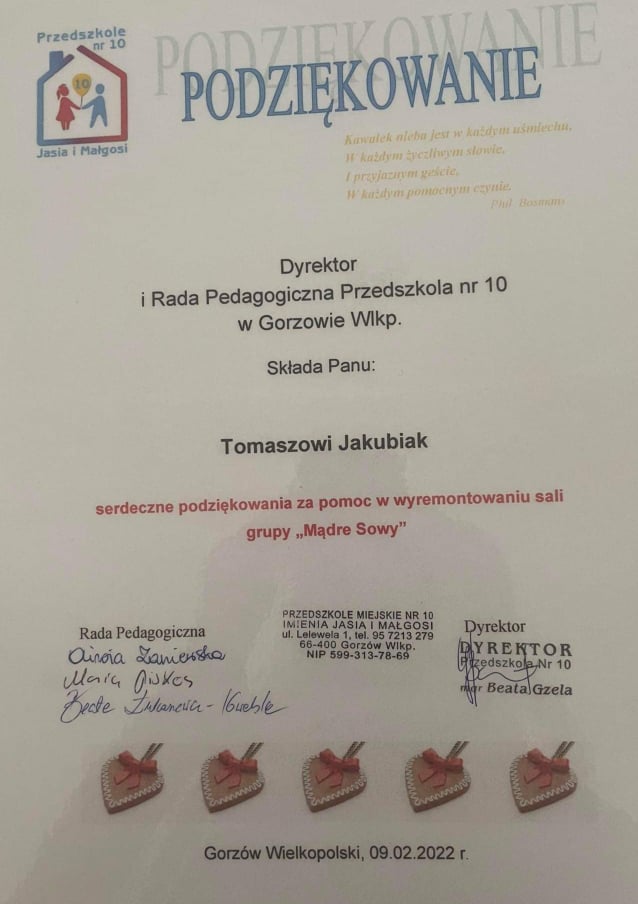 Przedszkole
nr 10
10
Jasia i Małgosi
PODZIĘKOWANIE
PODZIĘKOWANIE
Kawałek nieba jest w każdym uśmiechu,
W każdym życzliwym słowie,
I przyjaznym geście,
W każdym pomocnym czynie.
Phil Bosmans
Dyrektor
i Rada Pedagogiczna Przedszkola nr 10
w Gorzowie Wlkp.
Składa Panu:
Tomaszowi Jakubiak
serdeczne podziękowania za pomoc w wyremontowaniu sali
grupy „Mądre Sowy”
Rada Pedagogiczna
Maria
Beata
PRZEDSZKOLE MIEJSKIE NR 10
IMIENIA JASIA I MAŁGOSI
ul. Lelewela 1, tel. 95 7213 279
66-400 Gorzów Wlkp.
NIP 599-313-78-69
Dyrektor
DYREKTOR
Przedszkola Nr 10
mgr Beata Gzela
Gorzów Wielkopolski, 09.02.2022 r.